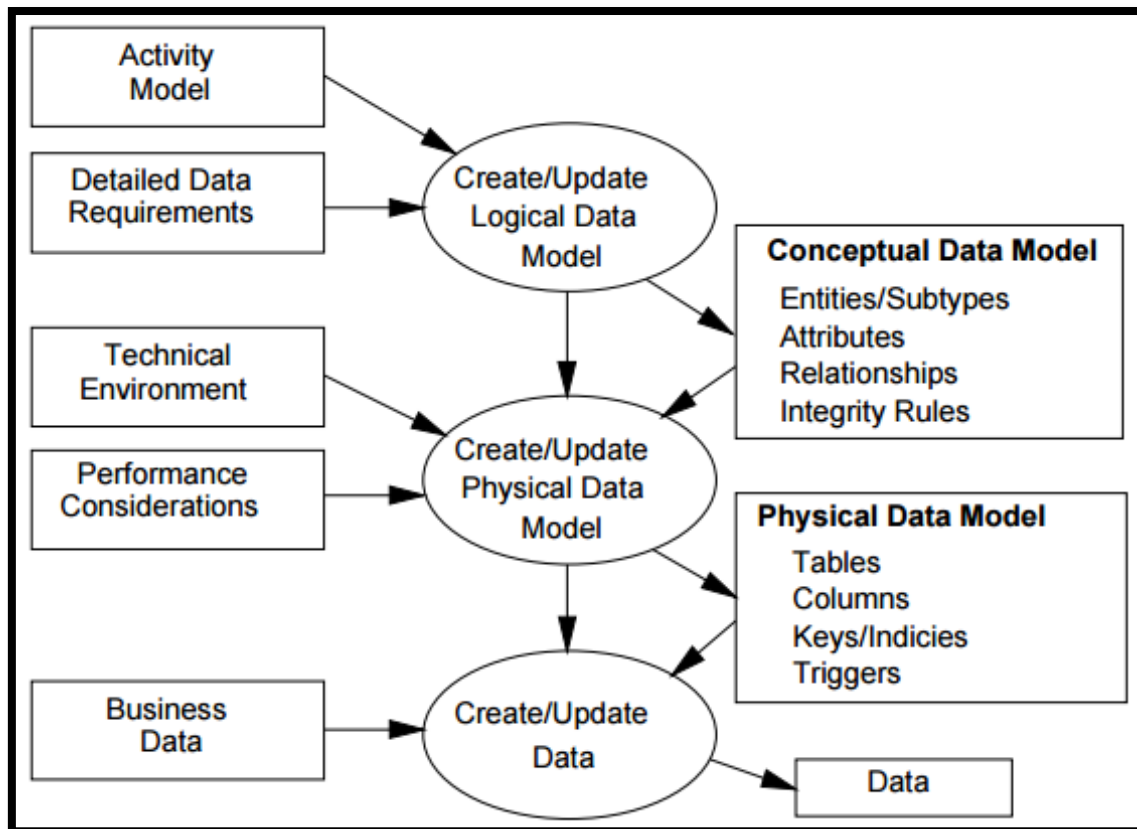 Activity
Model
Detailed Data
Requirements
Create/Update
Logical Data
Model
Conceptual Data Model
Entities/Subtypes
Attributes
Relationships
Integrity Rules
Technical
Environment
Performance
Considerations
Create/Update
Physical Data
Model
Physical Data Model
Tables
Columns
Keys/Indicies
Triggers
Business
Data
Create/Update
Data
Data